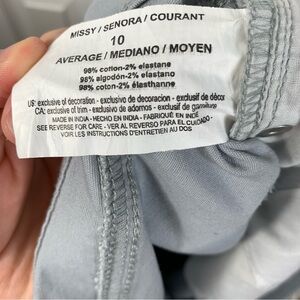 MISSY / SENORA / COURANT
10
AVERAGE / MEDIANO / MOYEN
98% cotton-2% elastane
98% algodón-2% elastano
98% coton-2% élasthanne
US: exclusive of decoration - exclusivo de decoracion - exclusif de décor
CA: exclusive of trim - exclusivo de adornos - exclusif de garniture
MADE IN INDIA - HECHO EN INDIA - FABRIQUÉ EN INDE
SEE REVERSE FOR CARE - VER AL REVERSO PARA EL CUIDADO -
VOIR LES INSTRUCTIONS D'ENTRETIEN AU DOS